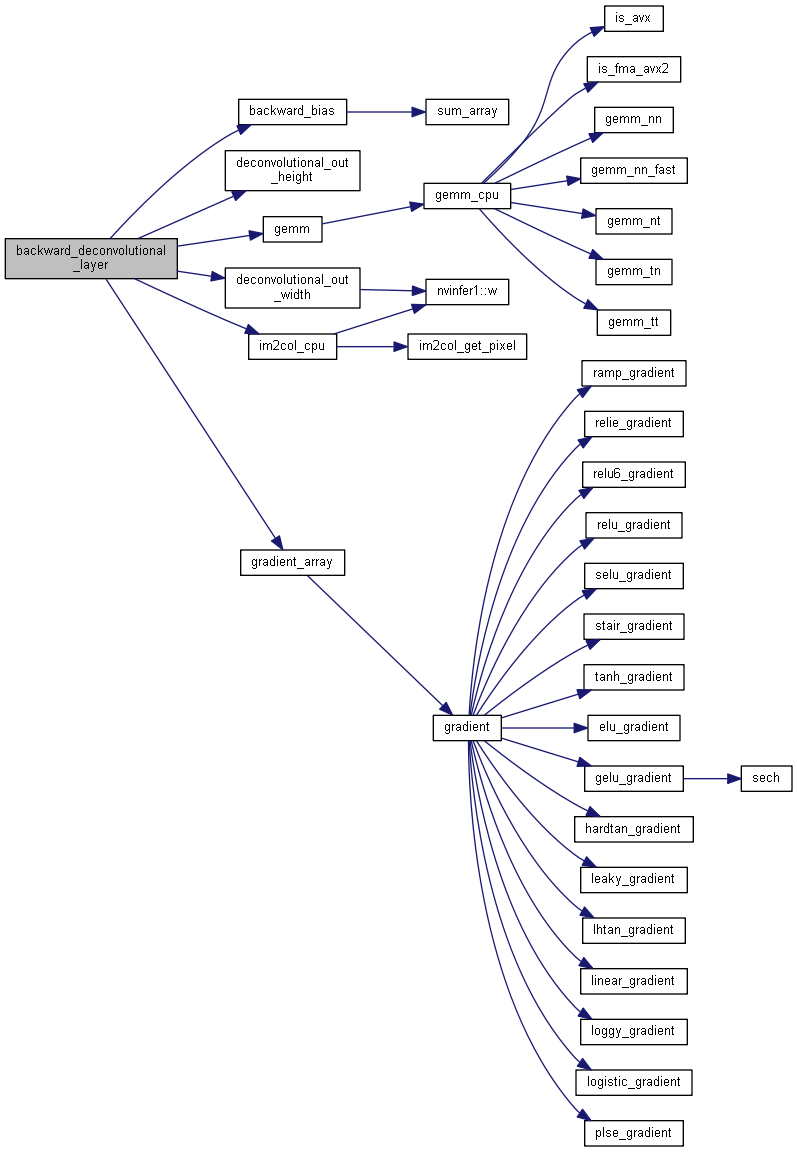 is_avx
is_fma_avx2
backward_bias
sum_array
gemm_nn
deconvolutional_out
_height
gemm_nn_fast
gemm_cpu
gemm
gemm_nt
backward_deconvolutional
_layer
gemm_tn
deconvolutional_out
_width
nvinfer1::w
gemm_tt
im2col_cpu
im2col_get_pixel
ramp_gradient
relie_gradient
relu6_gradient
relu_gradient
gradient_array
selu_gradient
stair_gradient
tanh_gradient
gradient
elu_gradient
gelu_gradient
sech
hardtan_gradient
leaky_gradient
lhtan_gradient
linear_gradient
loggy_gradient
logistic_gradient
plse_gradient